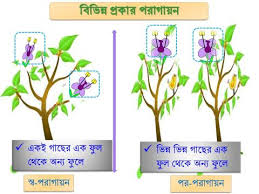 বিভিন্ন প্রকার পরাগায়ন
✓ একই গাছের এক ফুল
থেকে অন্য ফুলে
স্ব-পরাগায়ন
✓ ভিন্ন ভিন্ন গাছের এক
ফুল থেকে অন্য ফুলে
পর-পরাগায়ন